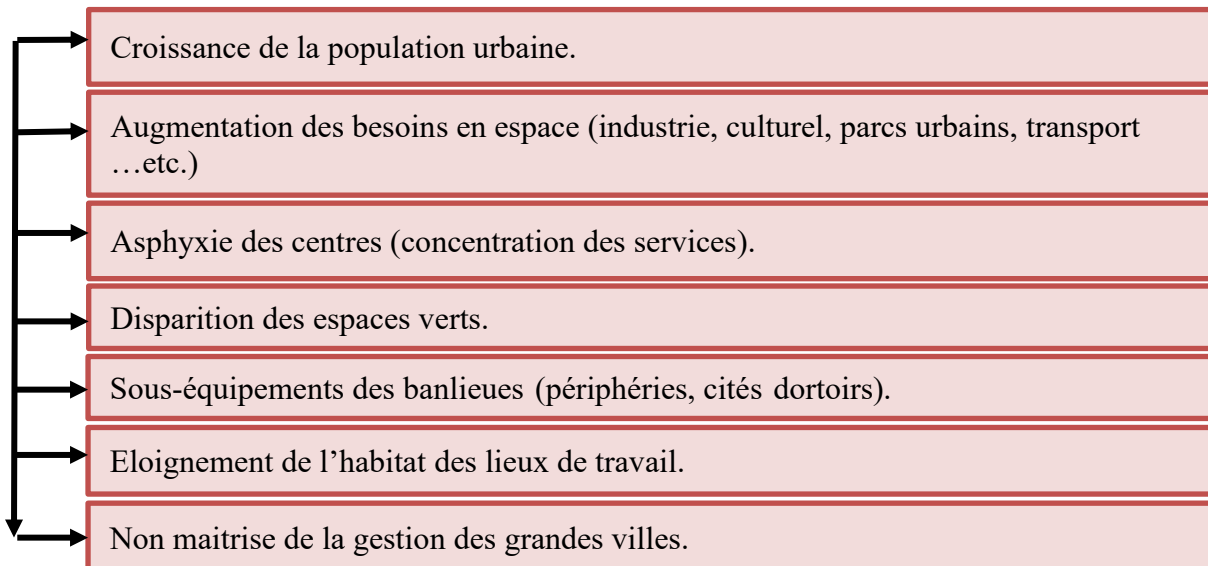 Croissance de la population urbaine.
Augmentation des besoins en espace (industrie, culturel, parcs urbains, transport
…etc.)
Asphyxie des centres (concentration des services).
Disparition des espaces verts.
Sous-équipements des banlieues (périphéries, cités dortoirs).
Eloignement de l’habitat des lieux de travail.
Non maitrise de la gestion des grandes villes.